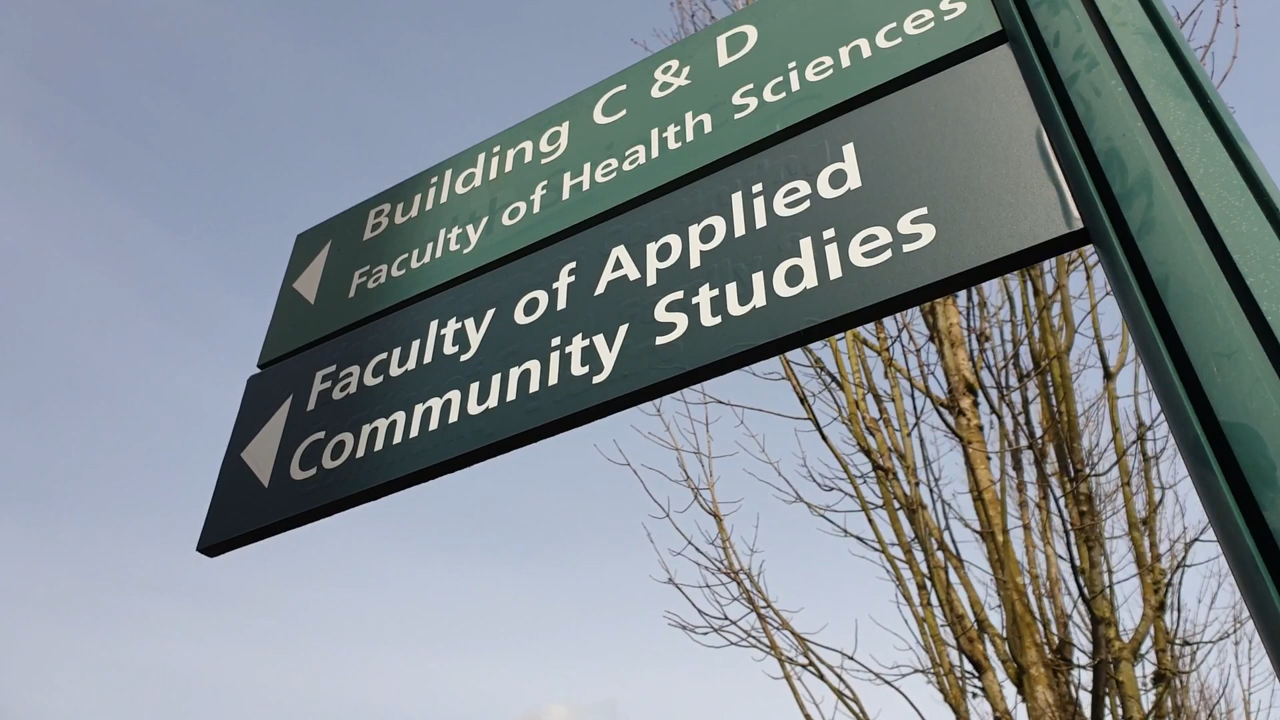 Building C & D
Faculty of Health Sciences
Faculty of Applied
Community Studies